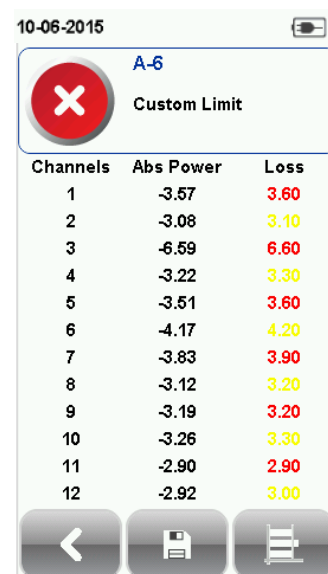 10-06-2015
A-6
Custom Limit
Channels Abs Power Loss
1 -3.57 3.60
2 -3.08 3.10
3 -6.59 6.60
4 -3.22 3.30
5 -3.51 3.60
6 -4.17 4.20
7 -3.83 3.90
8 -3.12 3.20
9 -3.19 3.20
10 -3.26 3.30
11 -2.90 2.90
12 -2.92 3.00